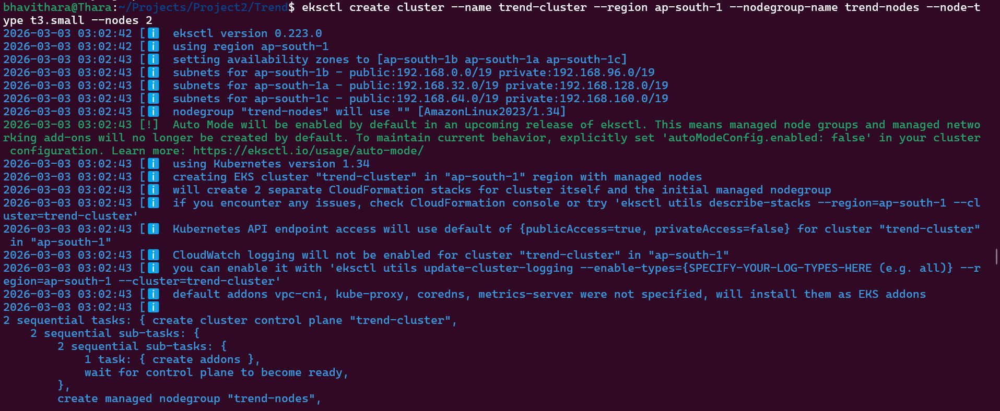 bhavithara@Thara:~/Projects/Project2/Trend$ eksctl create cluster --name trend-cluster --region ap-south-1 --nodegroup-name trend-nodes --node-t
ype t3.small --nodes 2
2026-03-03 03:02:42 [ℹ]  eksctl version 0.223.0
2026-03-03 03:02:42 [ℹ]  using region ap-south-1
2026-03-03 03:02:43 [ℹ]  setting availability zones to [ap-south-1b ap-south-1a ap-south-1c]
2026-03-03 03:02:43 [ℹ]  subnets for ap-south-1b - public:192.168.0.0/19 private:192.168.96.0/19
2026-03-03 03:02:43 [ℹ]  subnets for ap-south-1a - public:192.168.32.0/19 private:192.168.128.0/19
2026-03-03 03:02:43 [ℹ]  subnets for ap-south-1c - public:192.168.64.0/19 private:192.168.160.0/19
2026-03-03 03:02:43 [ℹ]  nodegroup "trend-nodes" will use "" [AmazonLinux2023/1.34]
2026-03-03 03:02:43 [!]  Auto Mode will be enabled by default in an upcoming release of eksctl. This means managed node groups and managed netwo
rking add-ons will no longer be created by default. To maintain current behavior, explicitly set 'autoModeConfig.enabled: false' in your cluster
 configuration. Learn more: https://eksctl.io/usage/auto-mode/
2026-03-03 03:02:43 [ℹ]  using Kubernetes version 1.34
2026-03-03 03:02:43 [ℹ]  creating EKS cluster "trend-cluster" in "ap-south-1" region with managed nodes
2026-03-03 03:02:43 [ℹ]  will create 2 separate CloudFormation stacks for cluster itself and the initial managed nodegroup
2026-03-03 03:02:43 [ℹ]  if you encounter any issues, check CloudFormation console or try 'eksctl utils describe-stacks --region=ap-south-1 --cl
uster=trend-cluster'
2026-03-03 03:02:43 [ℹ]  Kubernetes API endpoint access will use default of {publicAccess=true, privateAccess=false} for cluster "trend-cluster"
 in "ap-south-1"
2026-03-03 03:02:43 [ℹ]  CloudWatch logging will not be enabled for cluster "trend-cluster" in "ap-south-1"
2026-03-03 03:02:43 [ℹ]  you can enable it with 'eksctl utils update-cluster-logging --enable-types={SPECIFY-YOUR-LOG-TYPES-HERE (e.g. all)} --r
egion=ap-south-1 --cluster=trend-cluster'
2026-03-03 03:02:43 [ℹ]  default addons vpc-cni, kube-proxy, coredns, metrics-server were not specified, will install them as EKS addons
2026-03-03 03:02:43 [ℹ]
2 sequential tasks: { create cluster control plane "trend-cluster",
    2 sequential sub-tasks: {
        2 sequential sub-tasks: {
            1 task: { create addons },
            wait for control plane to become ready,
        },
        create managed nodegroup "trend-nodes",